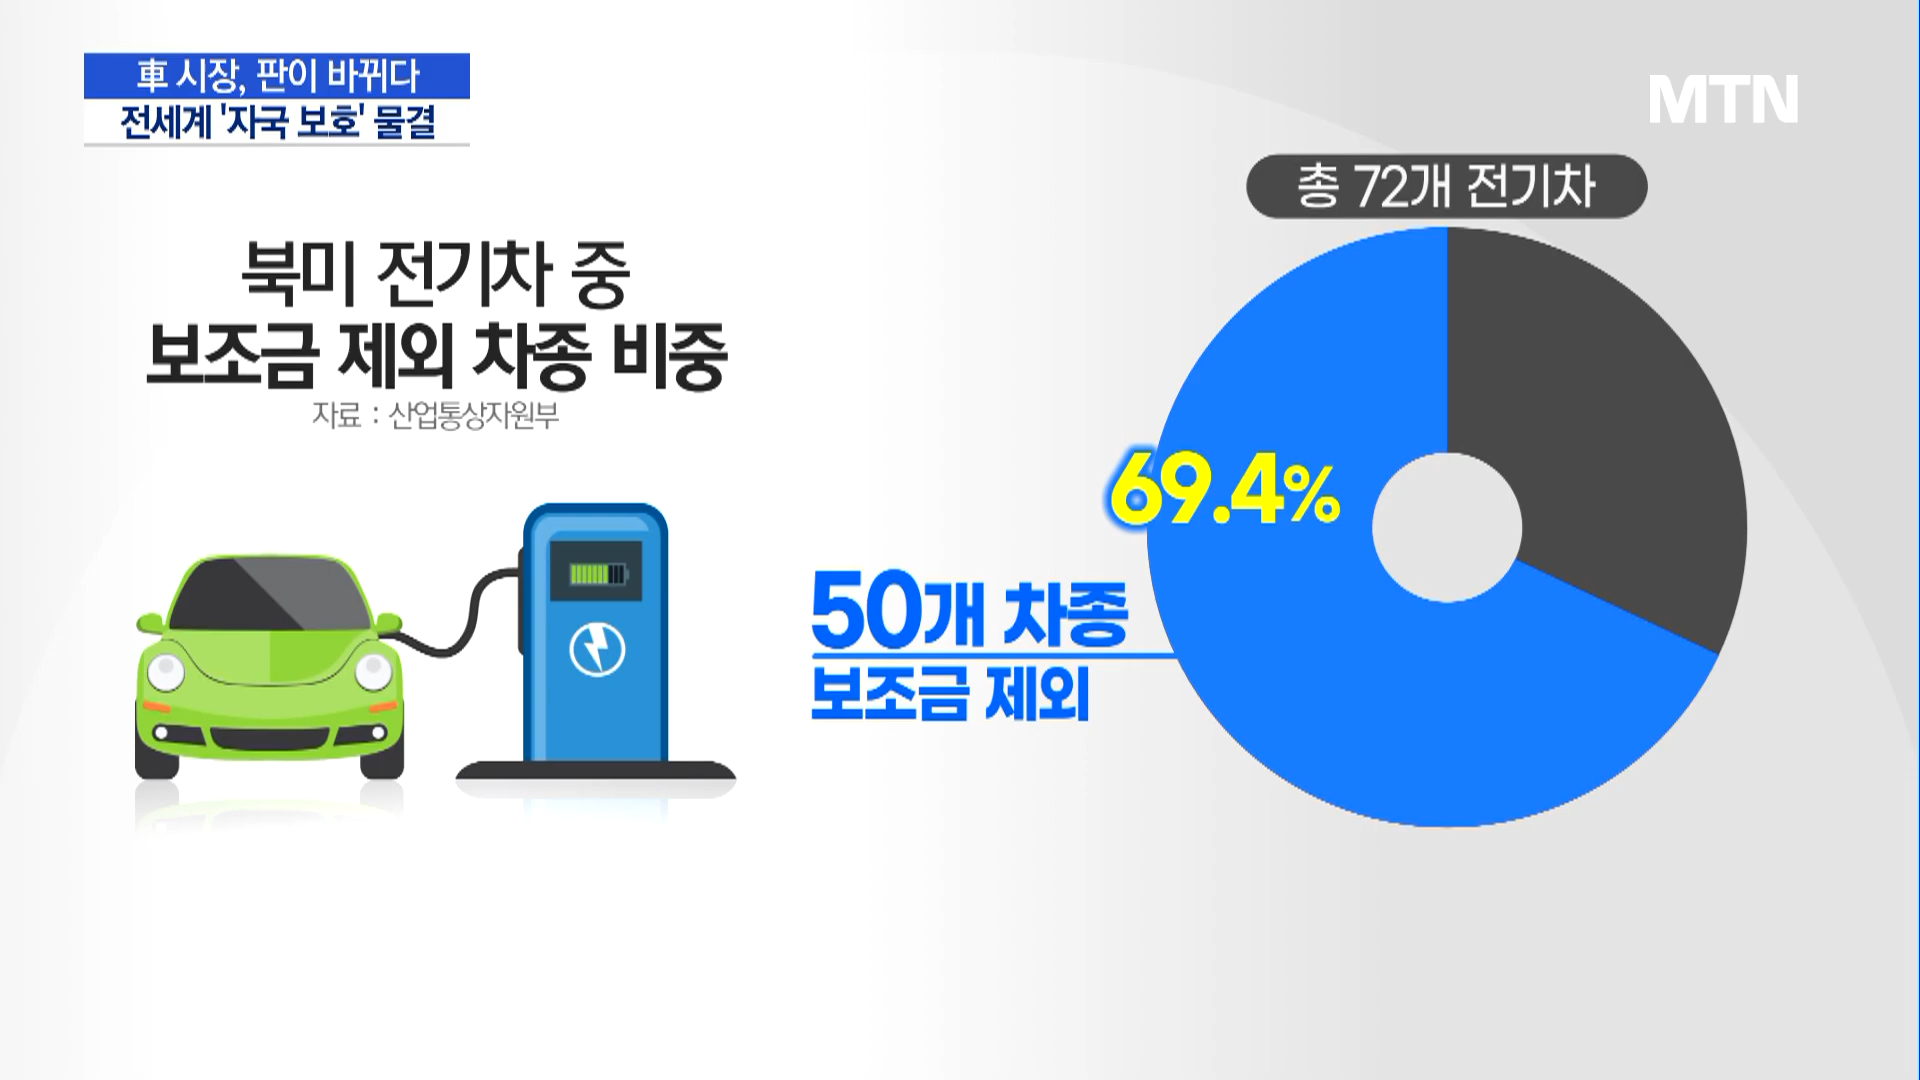 車 시장, 판이 바뀌다
전세계 '자국 보호' 물결
MTN
북미 전기차 중
보조금 제외 차종 비중
자료 : 산업통상자원부
총 72개 전기차
69.4%
50개 차종
보조금 제외